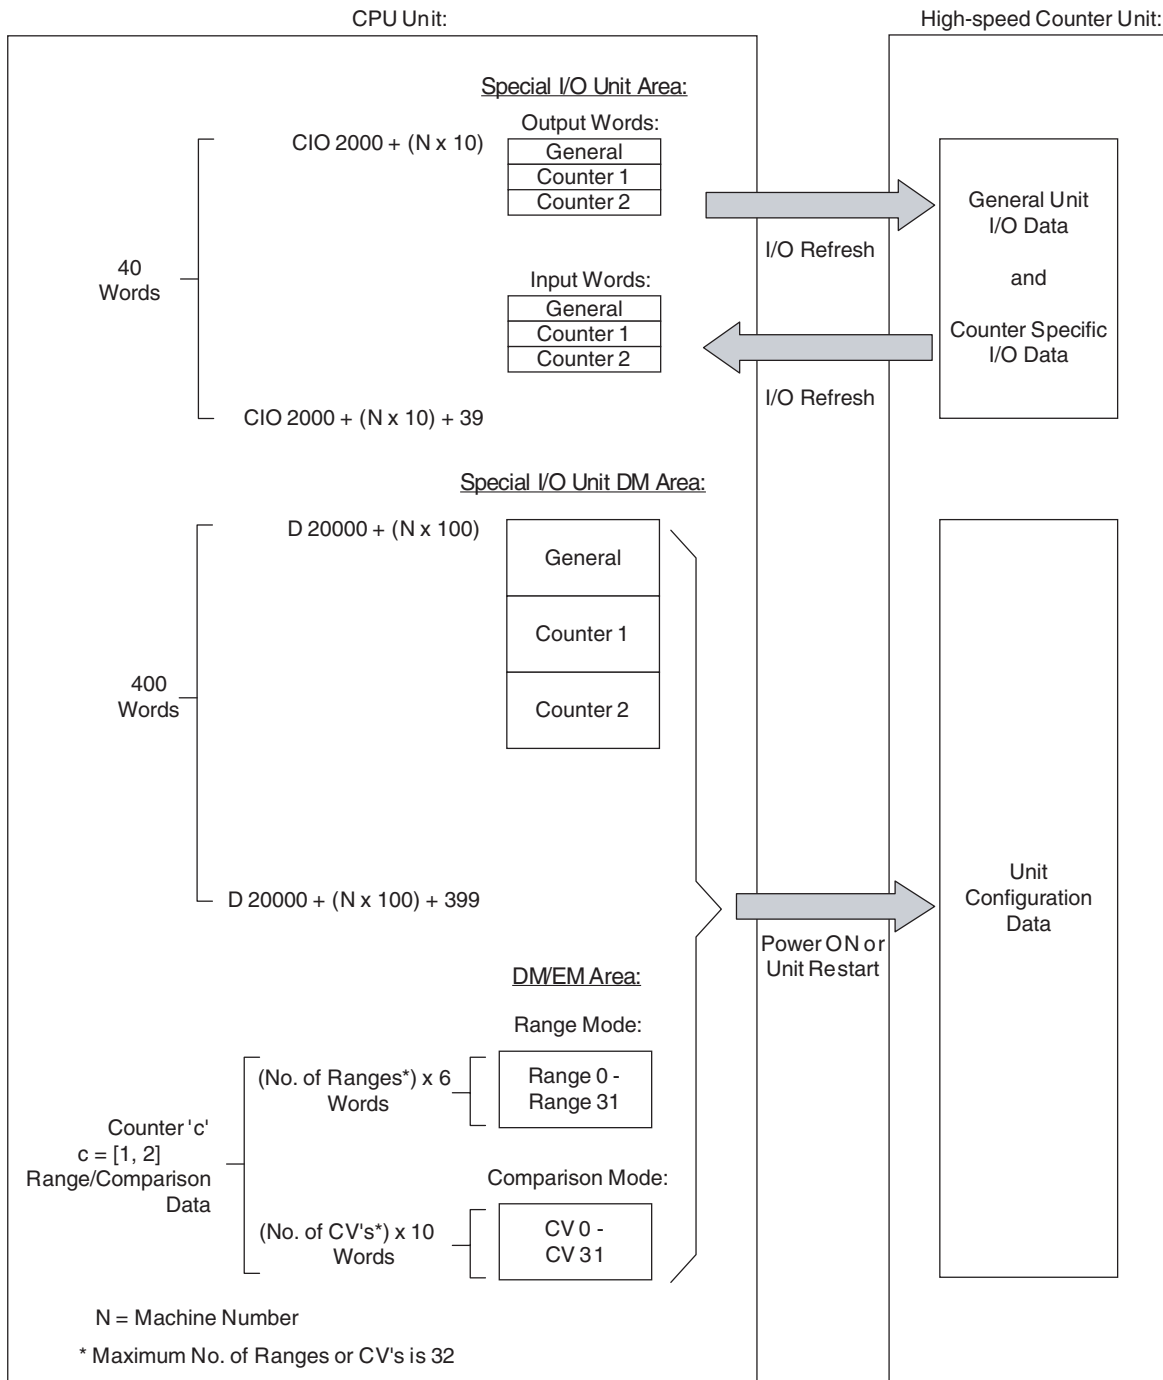 CPU Unit:
High-speed Counter Unit:
Special I/O Unit Area:
Output Words:
CIO 2000 + (N x 10)
General
Counter 1
Counter 2
I/O Refresh
General Unit
I/O Data
and
Counter Specific
I/O Data
40
Words
Input Words:
General
Counter 1
Counter 2
I/O Refresh
CIO 2000 + (N x 10) + 39
Special I/O Unit DM Area:
D 20000 + (N x 100)
General
Counter 1
Counter 2
400
Words
D 20000 + (N x 100) + 399
Power ON or
Unit Restart
Unit
Configuration
Data
DM/EM Area:
Range Mode:
(No. of Ranges*) x 6
Words
Range 0 -
Range 31
Counter 'c'
c = [1, 2]
Range/Comparison
Data
Comparison Mode:
(No. of CV's*) x 10
Words
CV 0 -
CV 31
N = Machine Number
* Maximum No. of Ranges or CV's is 32